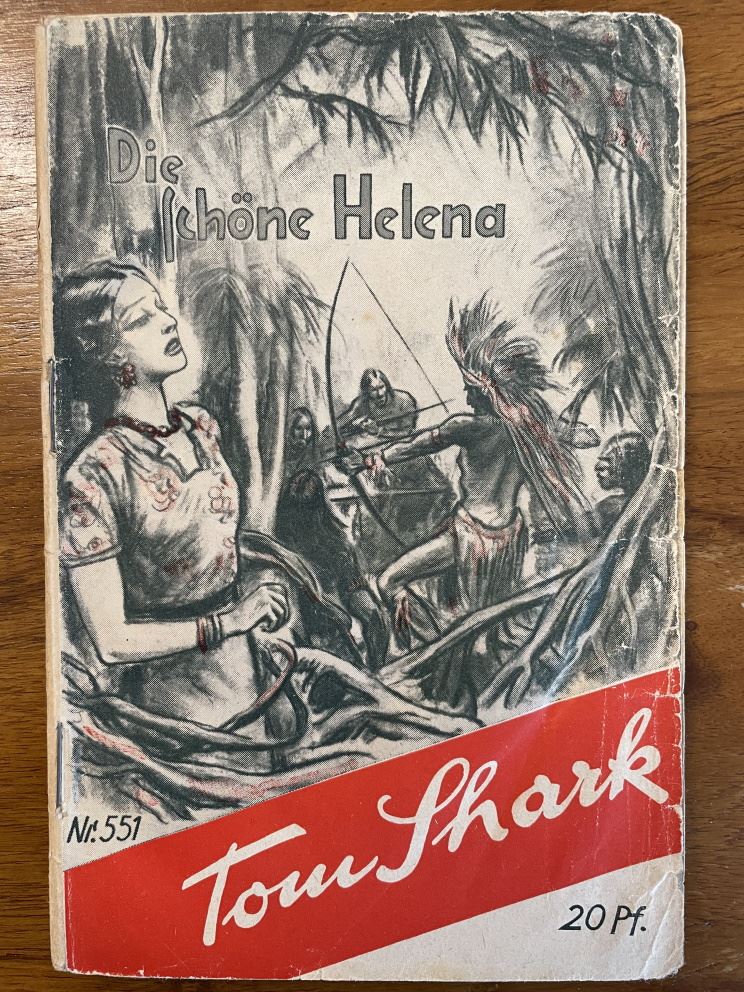 Die
schöne Helena
Nr. 551
Tom Shark
20 Pf.